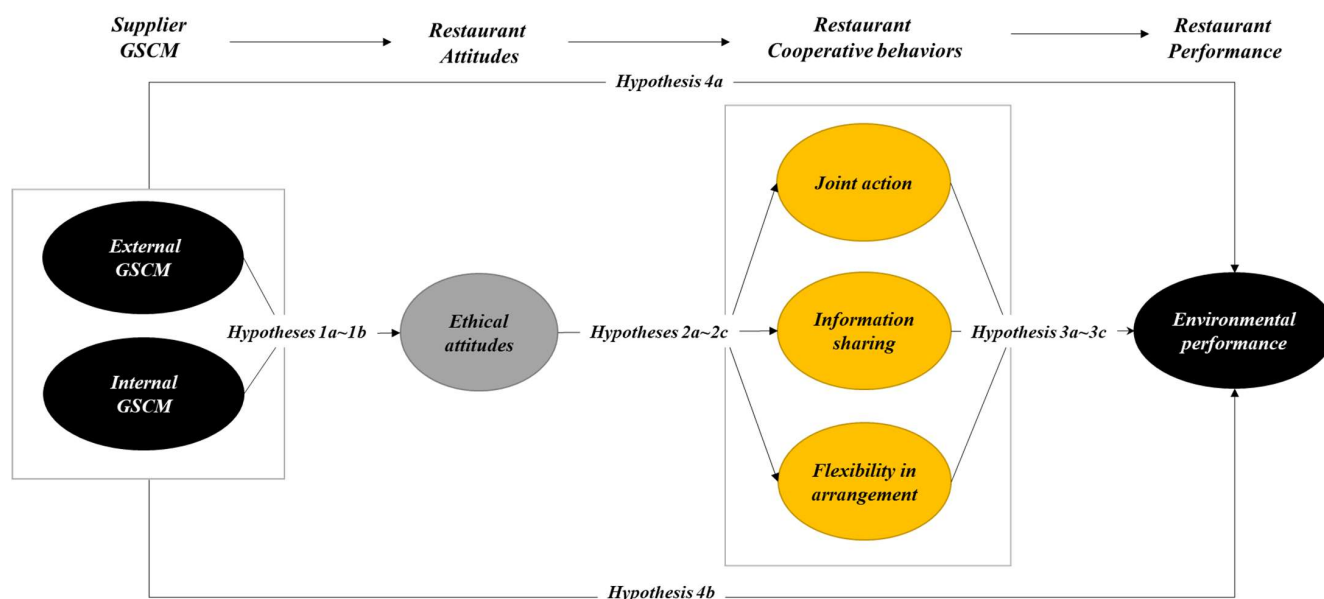 Supplier
GSCM
Restaurant
Attitudes
Restaurant
Cooperative behaviors
Restaurant
Performance
Hypothesis 4a
External
GSCM
Internal
GSCM
Hypotheses 1a~1b
Ethical
attitudes
Hypotheses 2a~2c
Joint action
Information
sharing
Flexibility in
arrangement
Hypothesis 3a~3c
Environmental
performance
Hypothesis 4b